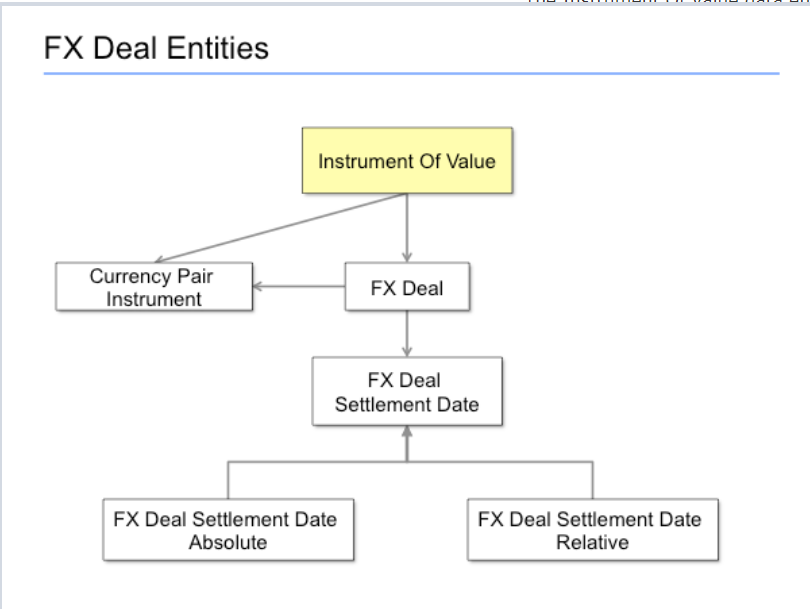 FX Deal Entities
Instrument Of Value
Currency Pair
Instrument
FX Deal
FX Deal
Settlement Date
FX Deal Settlement Date
Absolute
FX Deal Settlement Date
Relative